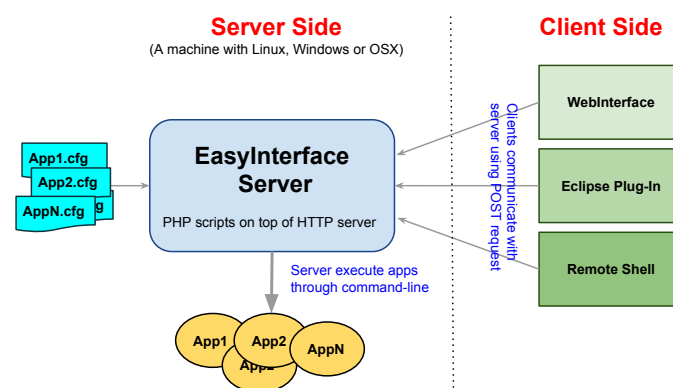 Server Side
(A machine with Linux, Windows or OSX)
Client Side
App1.cfg
App2.cfg
AppN.cfg
g
EasyInterface
Server
PHP scripts on top of HTTP server
Clients communicate with
server using POST request
WebInterface
Eclipse Plug-In
Remote Shell
Server execute apps
through command-line
App1
App2
AppN